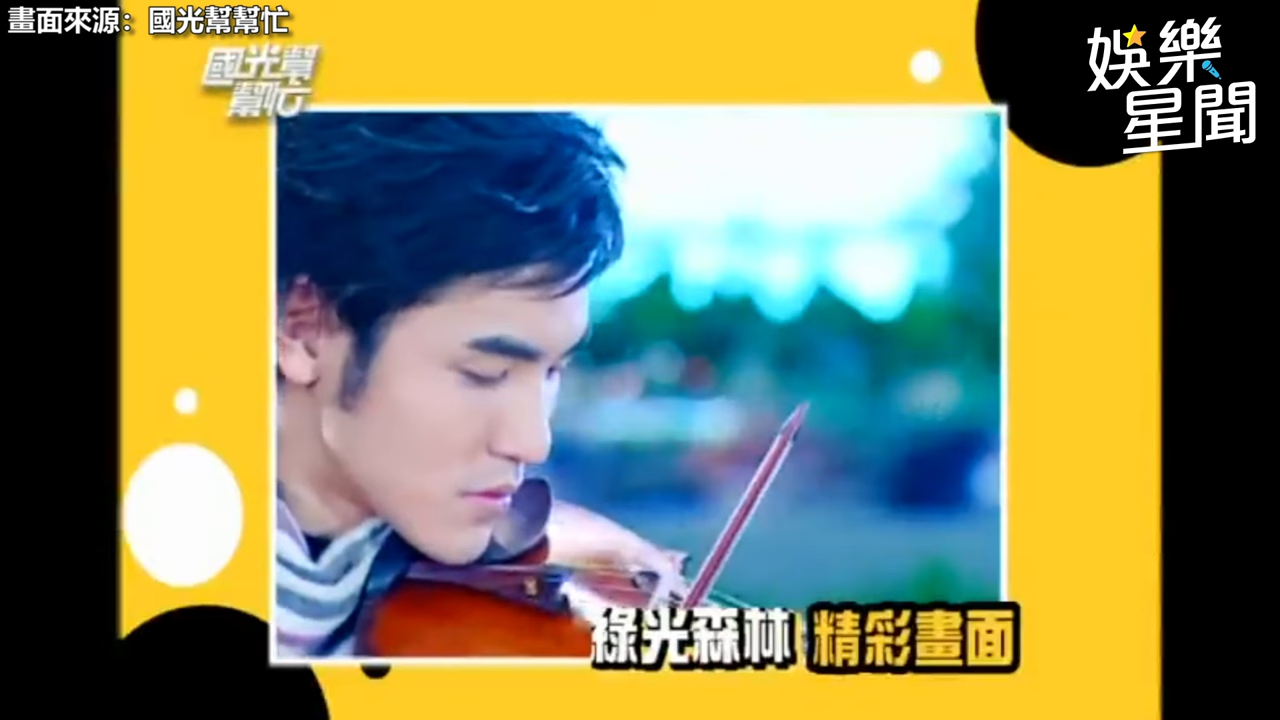 畫面來源：國光幫幫忙
國光幫
幫忙
娛樂
星聞
綠光森林 精彩畫面